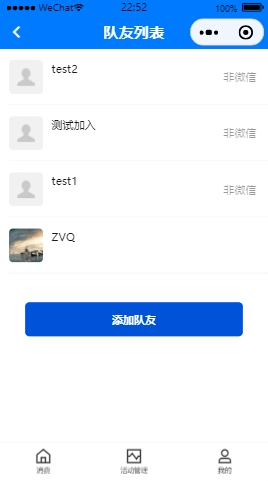 WeChat
22:52
100%
队友列表
test2
非微信
测试加入
非微信
test1
非微信
ZVQ
添加队友
消费
活动管理
我的